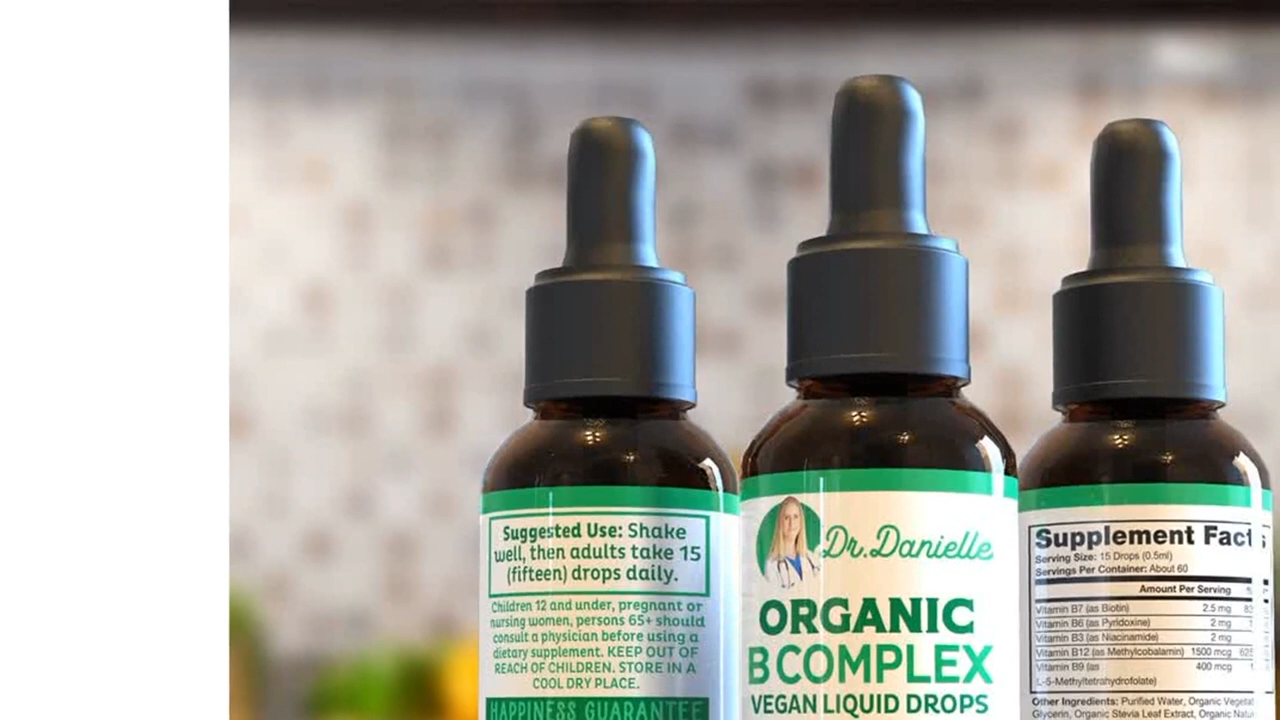 Suggested Use: Shake
well, then adults take 15
(fifteen) drops daily.
Children 12 and under, pregnant or
nursing women, persons 65+ should
consult a physician before using a
dietary supplement. KEEP OUT OF
REACH OF CHILDREN. STORE IN A
COOL DRY PLACE.
HAPPINESS GUARANTEE
Dr.Danielle
ORGANIC
B COMPLEX
VEGAN LIQUID DROPS
Supplement Facts
Serving Size: 15 Drops (0.5ml)
Servings Per Container: About 60
Amount Per Serving
Vitamin B7 (as Biotin) 2.5 mg
Vitamin B6 (as Pyridoxine) 2 mg
Vitamin B3 (as Niacinamide) 2 mg
Vitamin B12 (as Methylcobalamin) 1500 mcg
Vitamin B9 (as 400 mcg
L-5-Methyltetrahydrofolate)
Other Ingredients: Purified Water, Organic
Glycerin, Organic Stevia Leaf Extract, Organic